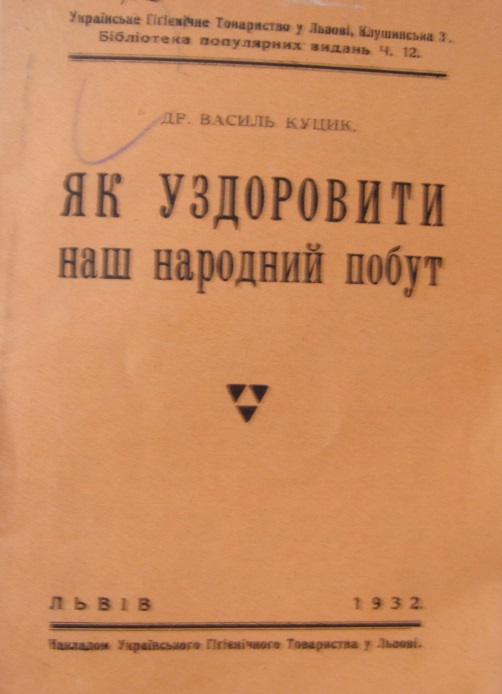 Українське Гігієнічне Товариство у Львові, Клушинська 3.
Бібліотека популярних видань Ч. 12.
ДР. ВАСИЛЬ КУЦИК.
ЯК УЗДОРОВИТИ
наш народний побут
ЛЬВІВ 1932.
Накладом Українського Гігієнічного Товариства у Львові.